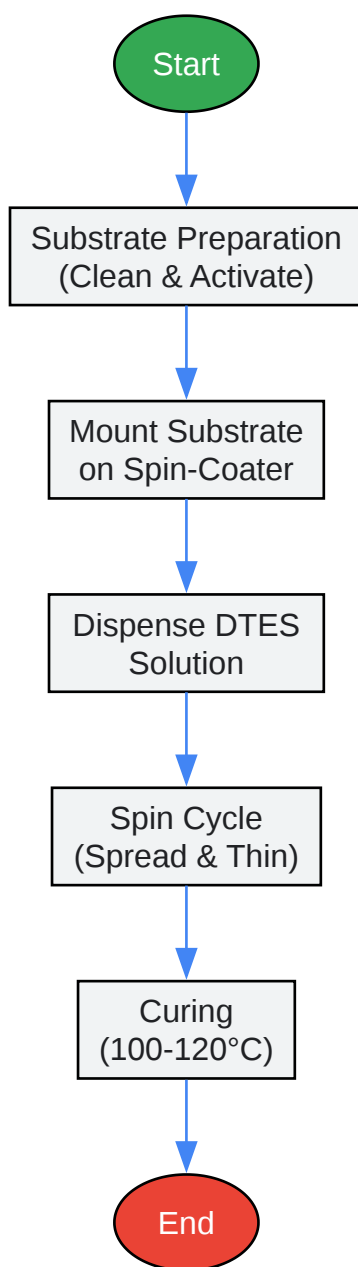 Start
Substrate Preparation
(Clean & Activate)
Mount Substrate
on Spin-Coater
Dispense DTES
Solution
Spin Cycle
(Spread & Thin)
Curing
(100-120°C)
End